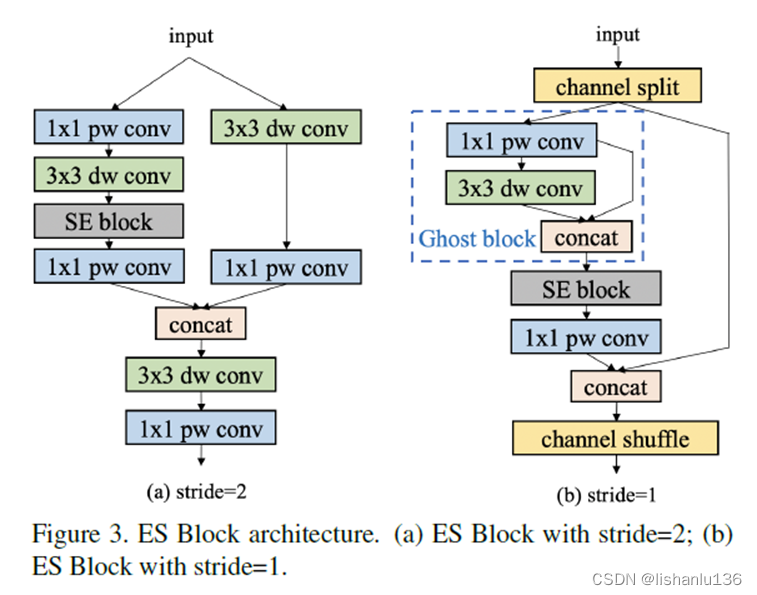 input
1x1 pw conv
3x3 dw conv
3x3 dw conv
SE block
1x1 pw conv
1x1 pw conv
concat
3x3 dw conv
1x1 pw conv
(a) stride=2
input
channel split
1x1 pw conv
3x3 dw conv
Ghost block
concat
SE block
1x1 pw conv
concat
channel shuffle
(b) stride=1
Figure 3. ES Block architecture. (a) ES Block with stride=2; (b)
ES Block with stride=1.
CSDN @lishanlu136